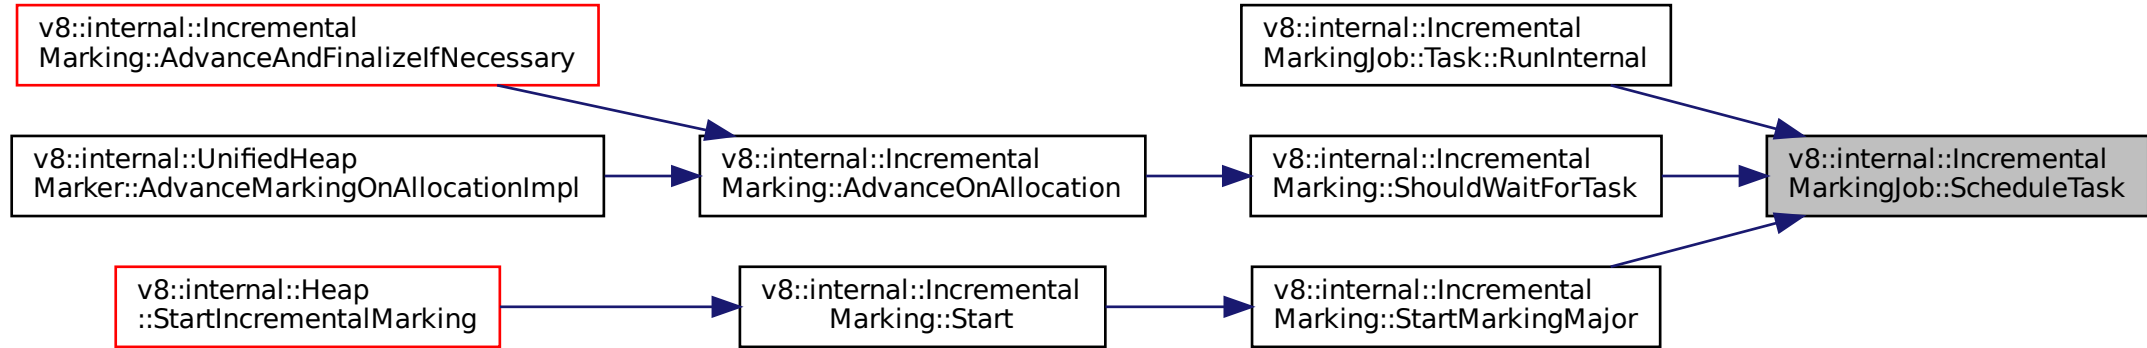 v8::internal::Incremental
Marking::AdvanceAndFinalizeIfNecessary
v8::internal::Incremental
MarkingJob::Task::RunInternal
v8::internal::UnifiedHeap
Marker::AdvanceMarkingOnAllocationImpl
v8::internal::Incremental
Marking::AdvanceOnAllocation
v8::internal::Incremental
Marking::ShouldWaitForTask
v8::internal::Incremental
MarkingJob::ScheduleTask
v8::internal::Heap
::StartIncrementalMarking
v8::internal::Incremental
Marking::Start
v8::internal::Incremental
Marking::StartMarkingMajor